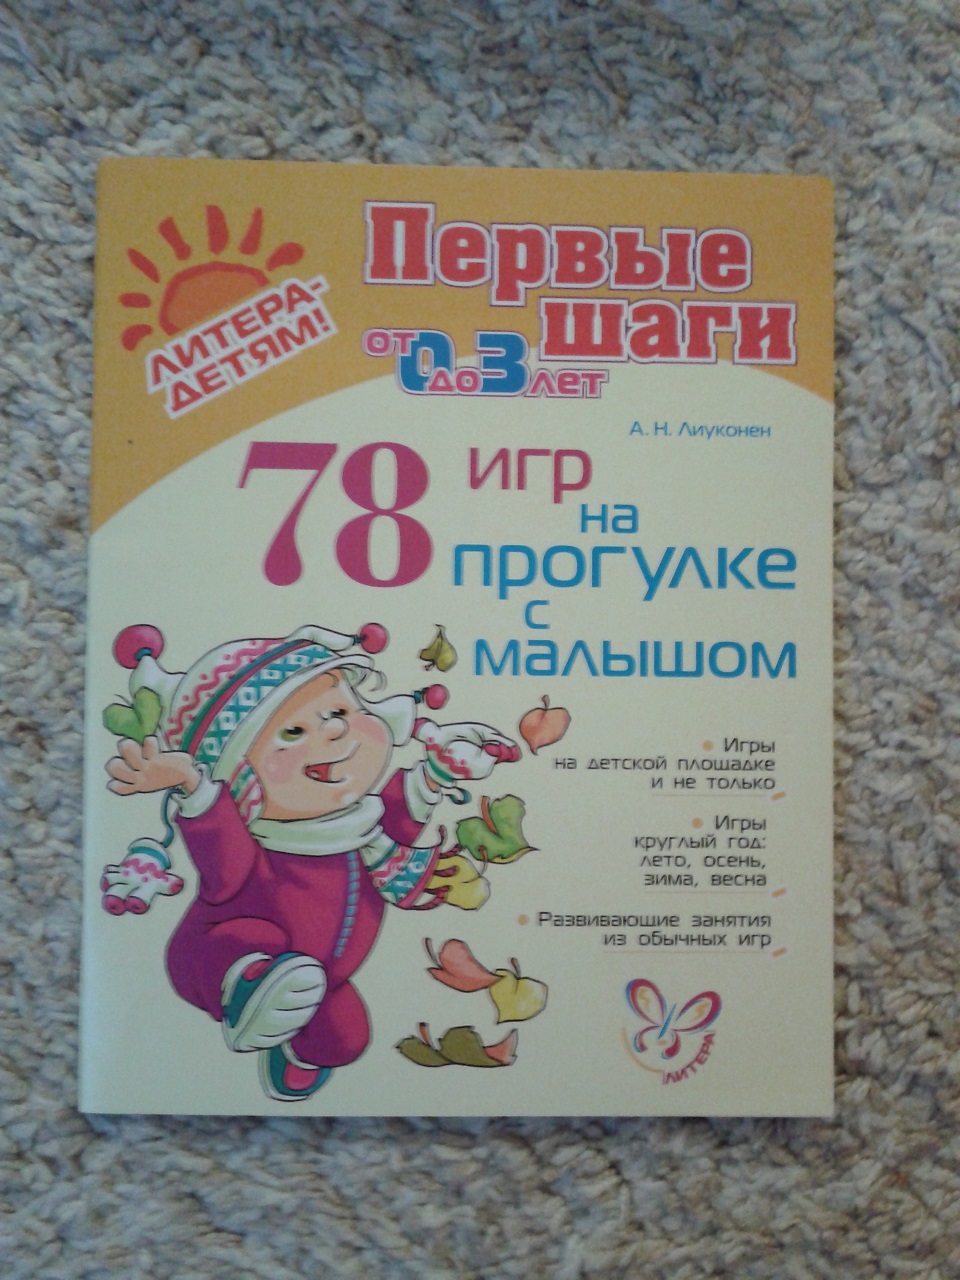 ЛИТЕРА-
ДЕТЯМ!
Первые
шаги
от 0 до 3 лет
А. Н. Лиуконен
78 игр
на
прогулке
с
малышом
• Игры
на детской площадке
и не только
• Игры
круглый год:
лето, осень,
зима, весна
• Развивающие занятия
из обычных игр
ЛИТЕРА